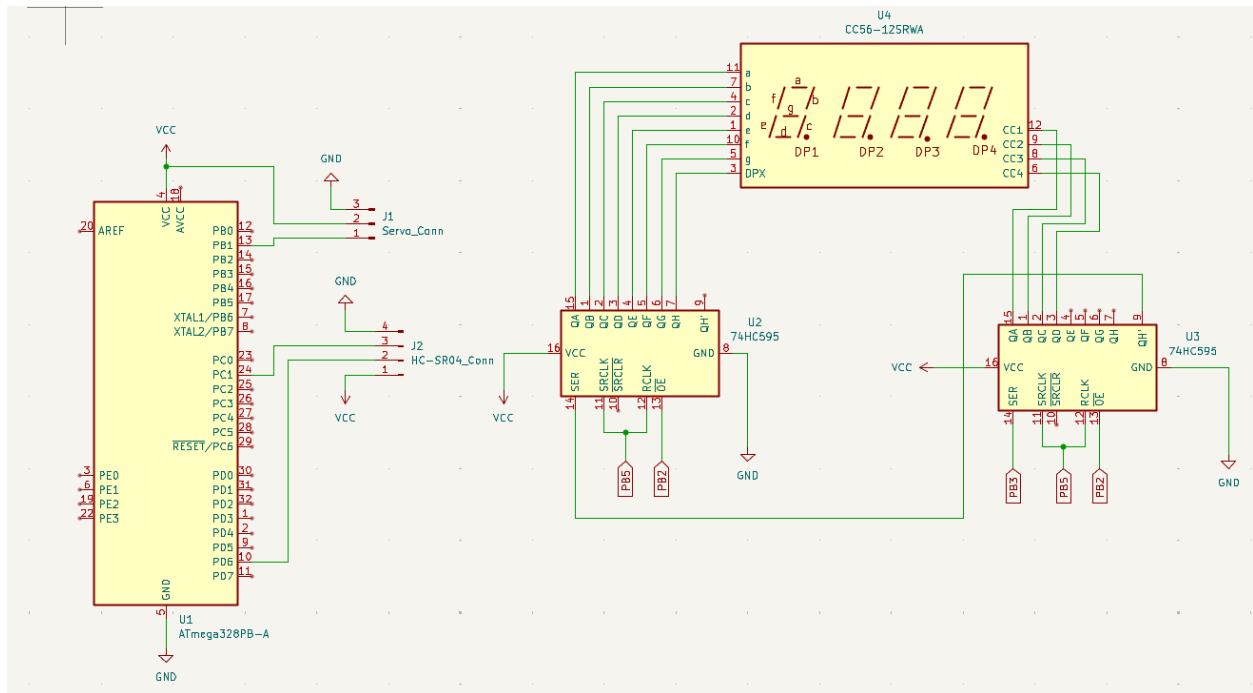 U4
CC56-12SRWA
11 a
7 b
4 c
2 d
1 e
10 f
5 g
3 DPX
a
f b
g
e d c
DP1 DP2 DP3 DP4
CC1 12
CC2 9
CC3 8
CC4 6
VCC
4 18
VCC AVCC
20 AREF
PB0 12
PB1 13
PB2 14
PB3 15
PB4 16
PB5 17
XTAL1/PB6 7
XTAL2/PB7 8
PC0 23
PC1 24
PC2 25
PC3 26
PC4 27
PC5 28
RESET/PC6 29
3 PE0
6 PE1
19 PE2
22 PE3
PD0 30
PD1 31
PD2 32
PD3 1
PD4 2
PD5 9
PD6 10
PD7 11
GND
5
U1
ATmega328PB-A
GND
GND
3
2
1
J1
Servo_Conn
GND
4
3
2
1
J2
HC-SR04_Conn
VCC
15 1 2 3 4 5 6 7 9
QA QB QC QD QE QF QG QH QH'
U2
74HC595
16 VCC
GND 8
SER SRCLK SRCLR RCLK OE
14 11 10 12 13
VCC
GND
PB5 PB2
15 1 2 3 4 5 6 7 9
QA QB QC QD QE QF QG QH QH'
U3
74HC595
VCC
16 VCC
GND 8
SER SRCLK SRCLR RCLK OE
14 11 10 12 13
PB3 PB5 PB2
GND